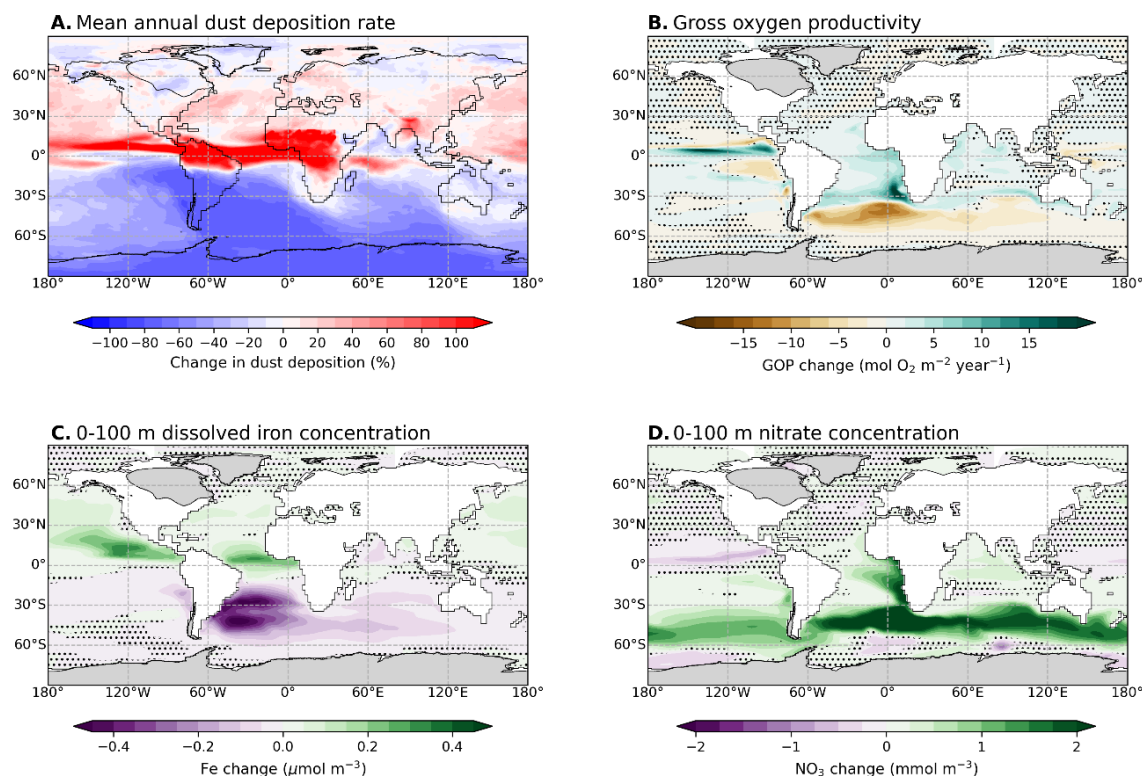 A. Mean annual dust deposition rate
60°N
30°N
0°
30°S
60°S
180° 120°W 60°W 0° 60°E 120°E 180°
−100 −80 −60 −40 −20 0 20 40 60 80 100
Change in dust deposition (%)
B. Gross oxygen productivity
60°N
30°N
0°
30°S
60°S
180° 120°W 60°W 0° 60°E 120°E 180°
−15 −10 −5 0 5 10 15
GOP change (mol O₂ m⁻² year⁻¹)
C. 0-100 m dissolved iron concentration
60°N
30°N
0°
30°S
60°S
180° 120°W 60°W 0° 60°E 120°E 180°
−0.4 −0.2 0.0 0.2 0.4
Fe change (μmol m⁻³)
D. 0-100 m nitrate concentration
60°N
30°N
0°
30°S
60°S
180° 120°W 60°W 0° 60°E 120°E 180°
−2 −1 0 1 2
NO₃ change (mmol m⁻³)